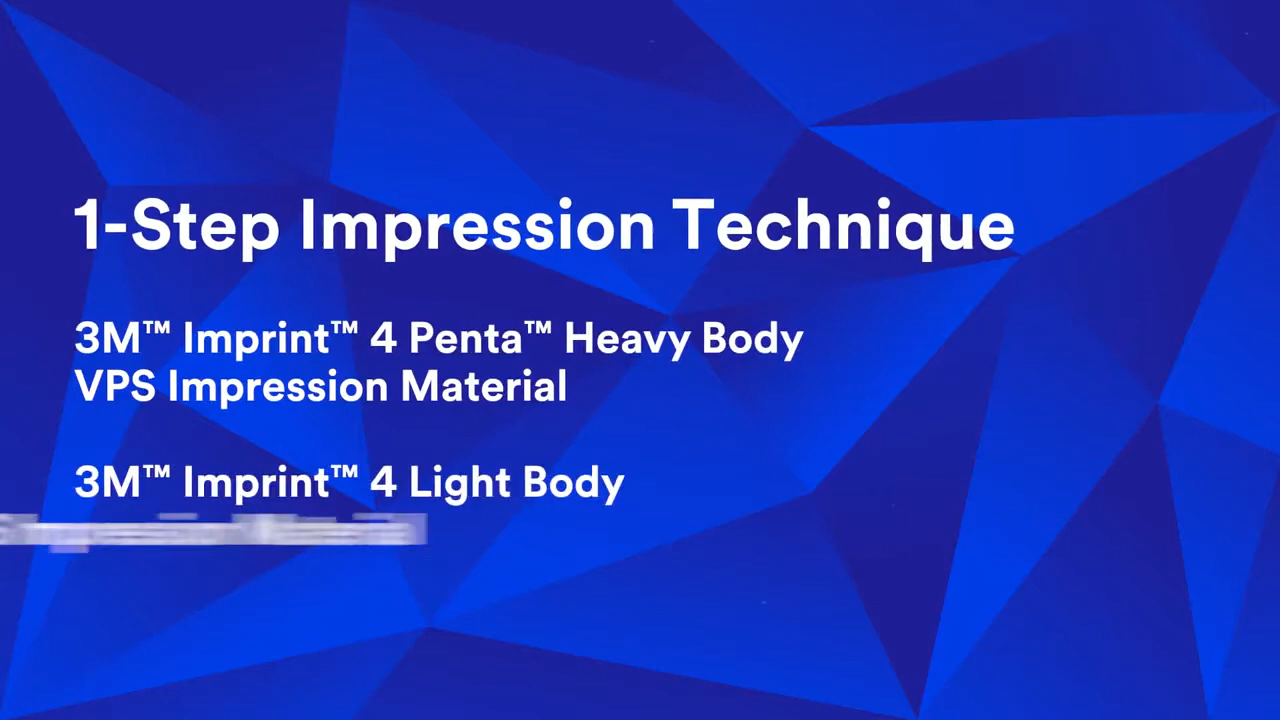 1-Step Impression Technique
3M™ Imprint™ 4 Penta™ Heavy Body
VPS Impression Material
3M™ Imprint™ 4 Light Body